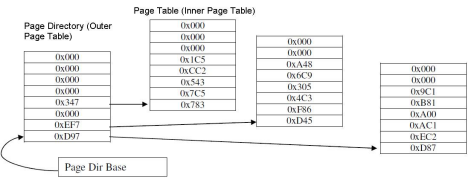 Page Table (Inner Page Table)
Page Directory (Outer
Page Table)
0x000
0x000
0x000
0x000
0x347
0x000
0xEF7
0xD97
0x000
0x000
0x000
0x1C5
0xCC2
0x543
0x7C5
0x783
0x000
0x000
0xA48
0x6C9
0x305
0x4C3
0xF86
0xD45
0x000
0x000
0x9C1
0xB81
0xA00
0xAC1
0xEC2
0xD87
Page Dir Base